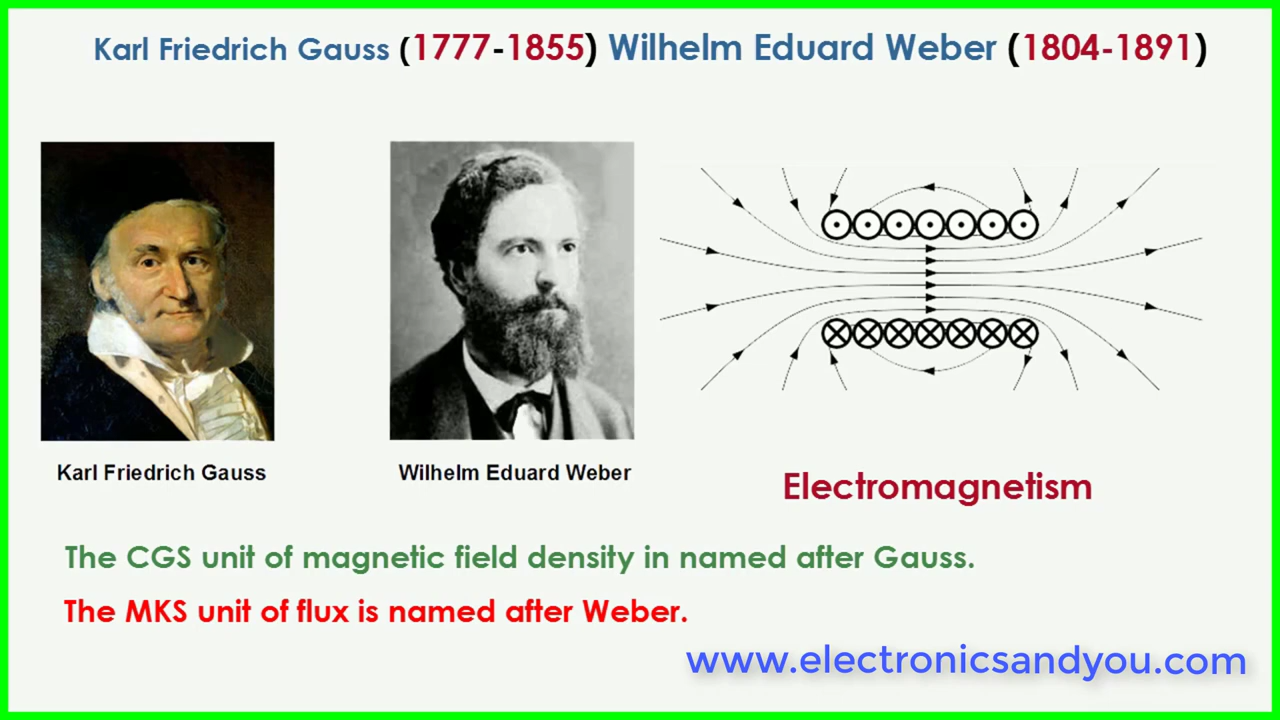 Karl Friedrich Gauss (1777-1855) Wilhelm Eduard Weber (1804-1891)
Karl Friedrich Gauss
Wilhelm Eduard Weber
Electromagnetism
The CGS unit of magnetic field density in named after Gauss.
The MKS unit of flux is named after Weber.
www.electronicsandyou.com